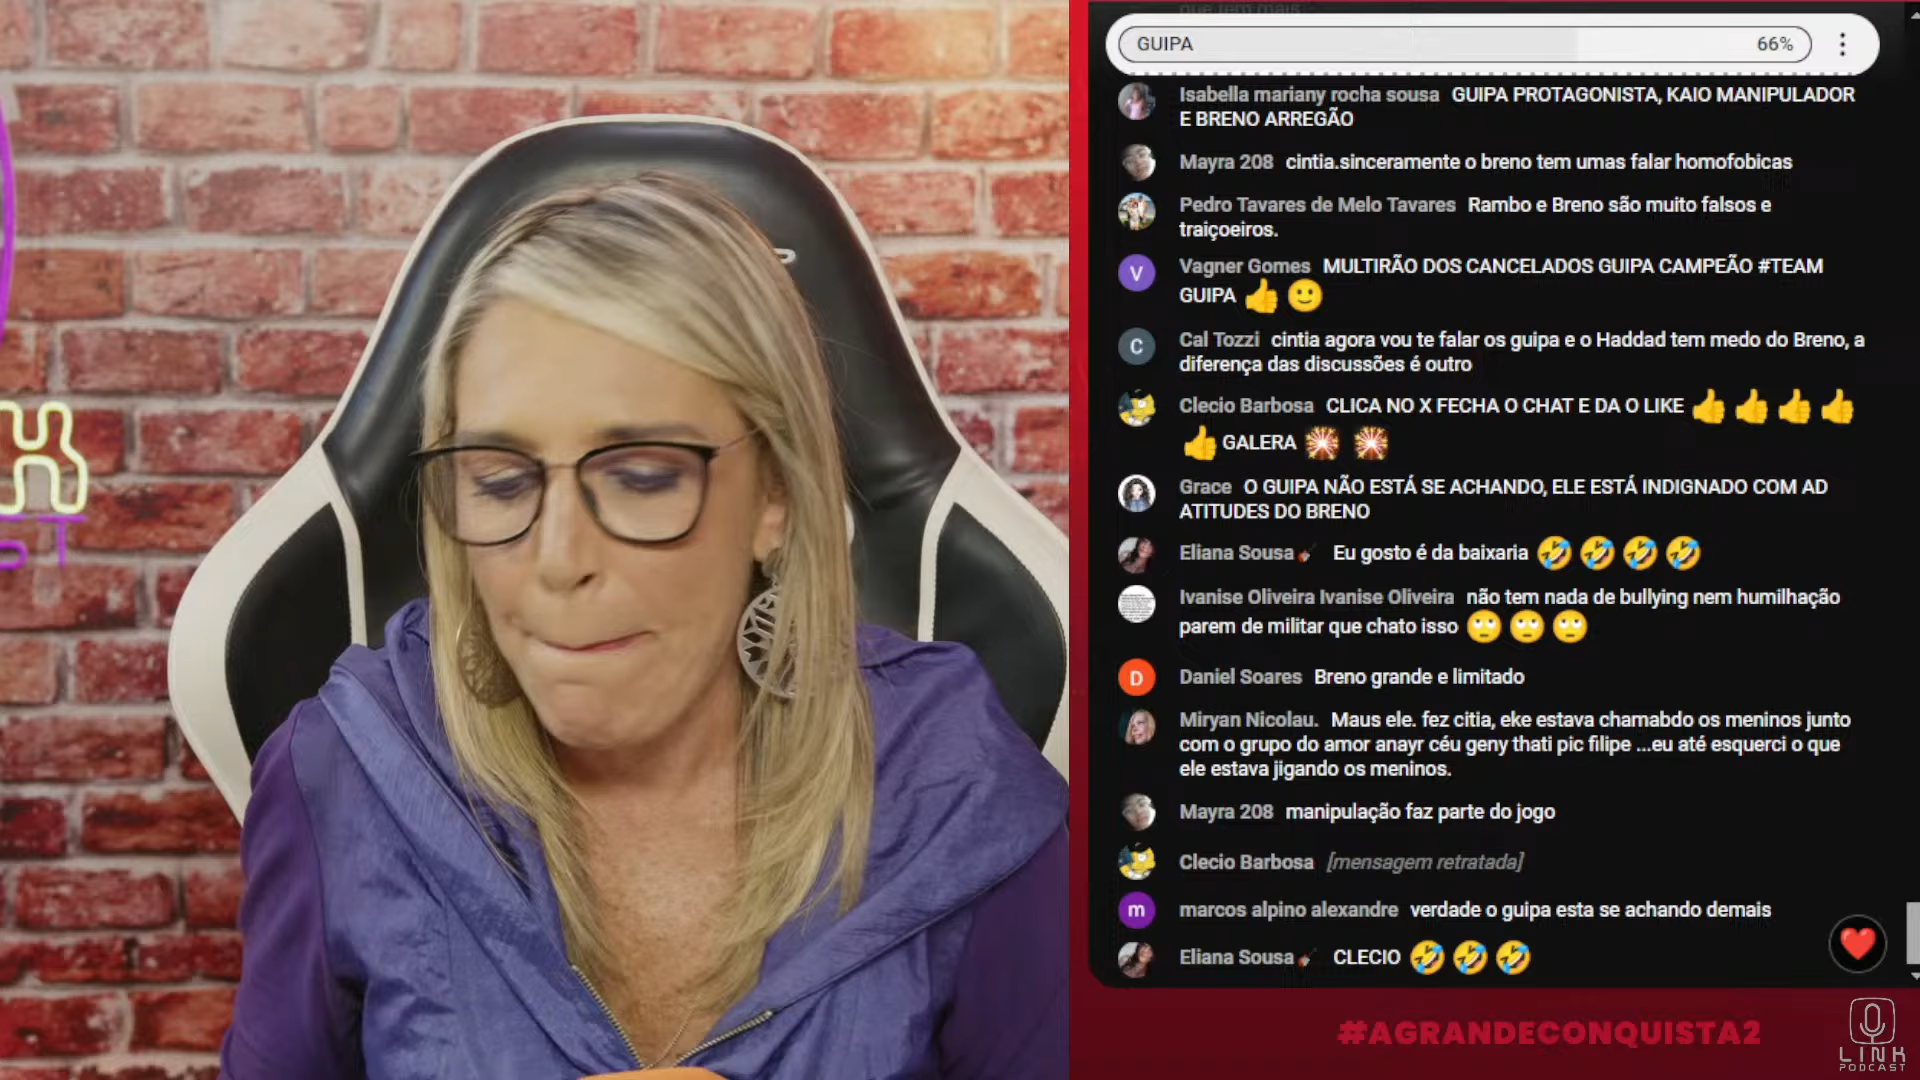 que tem mais
GUIPA 66%
Isabella mariany rocha sousa GUIPA PROTAGONISTA, KAIO MANIPULADOR
E BRENO ARREGÃO
Mayra 208 cintia.sinceramente o breno tem umas falar homofobicas
Pedro Tavares de Melo Tavares Rambo e Breno são muito falsos e
traiçoeiros.
V Vagner Gomes MULTIRÃO DOS CANCELADOS GUIPA CAMPEÃO #TEAM
GUIPA 👍 🙂
C Cal Tozzi cintia agora vou te falar os guipa e o Haddad tem medo do Breno, a
diferença das discussões é outro
Clecio Barbosa CLICA NO X FECHA O CHAT E DA O LIKE 👍 👍 👍 👍
👍 GALERA 🎇 🎇
Grace O GUIPA NÃO ESTÁ SE ACHANDO, ELE ESTÁ INDIGNADO COM AD
ATITUDES DO BRENO
Eliana Sousa Eu gosto é da baixaria 🤣 🤣 🤣 🤣
Ivanise Oliveira Ivanise Oliveira não tem nada de bullying nem humilhação
parem de militar que chato isso 🙄 🙄 🙄
D Daniel Soares Breno grande e limitado
Miryan Nicolau. Maus ele. fez citia, eke estava chamabdo os meninos junto
com o grupo do amor anayr céu geny thati pic filipe ...eu até esquerci o que
ele estava jigando os meninos.
Mayra 208 manipulação faz parte do jogo
Clecio Barbosa [mensagem retratada]
m marcos alpino alexandre verdade o guipa esta se achando demais
Eliana Sousa CLECIO 🤣 🤣 🤣
#AGRANDECONQUISTA2
LINK
PODCAST